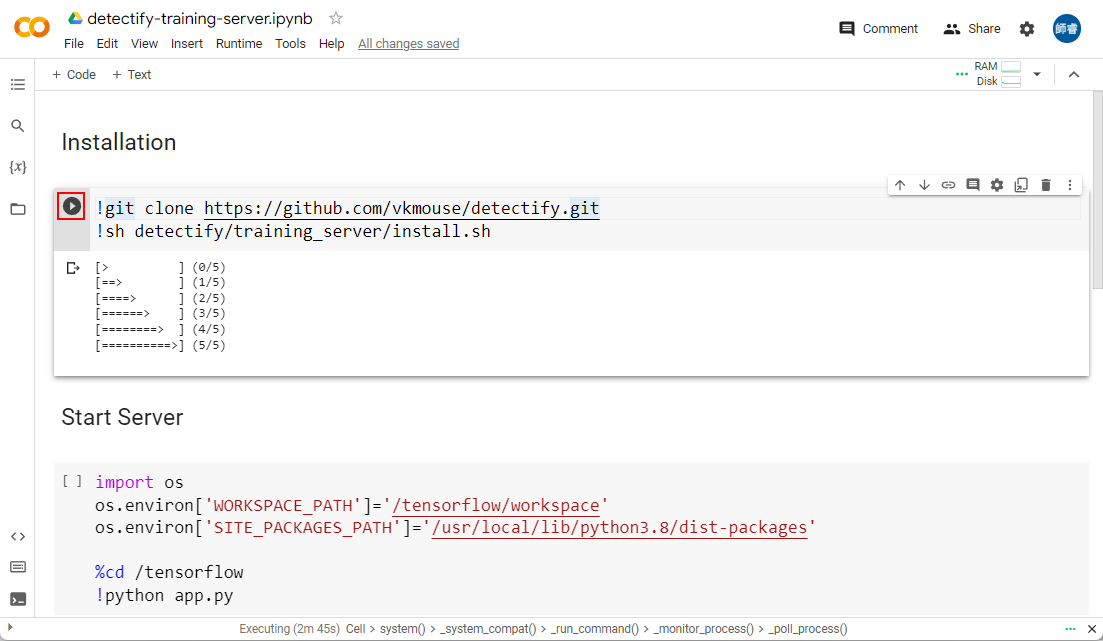 detectify-training-server.ipynb
File Edit View Insert Runtime Tools Help All changes saved
Comment
Share
師睿
+ Code + Text
RAM
Disk
{x}
Installation
!git clone https://github.com/vkmouse/detectify.git
!sh detectify/training_server/install.sh
[>          ] (0/5)
[==>        ] (1/5)
[====>      ] (2/5)
[======>    ] (3/5)
[========>  ] (4/5)
[==========>] (5/5)
Start Server
[ ] import os
os.environ['WORKSPACE_PATH']='/tensorflow/workspace'
os.environ['SITE_PACKAGES_PATH']='/usr/local/lib/python3.8/dist-packages'
%cd /tensorflow
!python app.py
Executing (2m 45s) Cell > system() > _system_compat() > _run_command() > _monitor_process() > _poll_process()